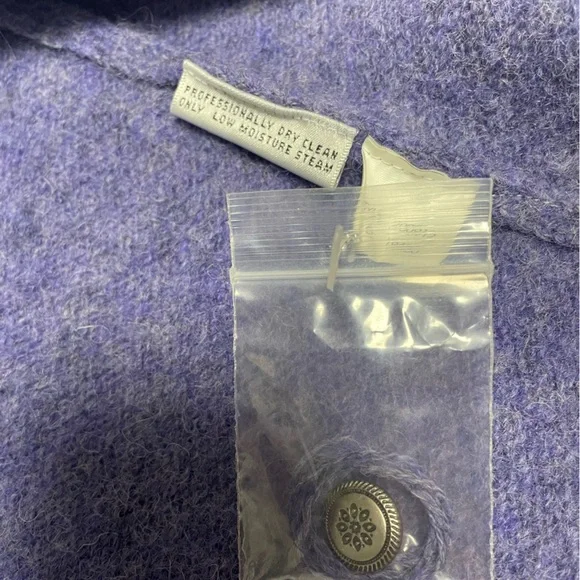 PROFESSIONALLY DRY CLEAN
ONLY LOW MOISTURE STEAM